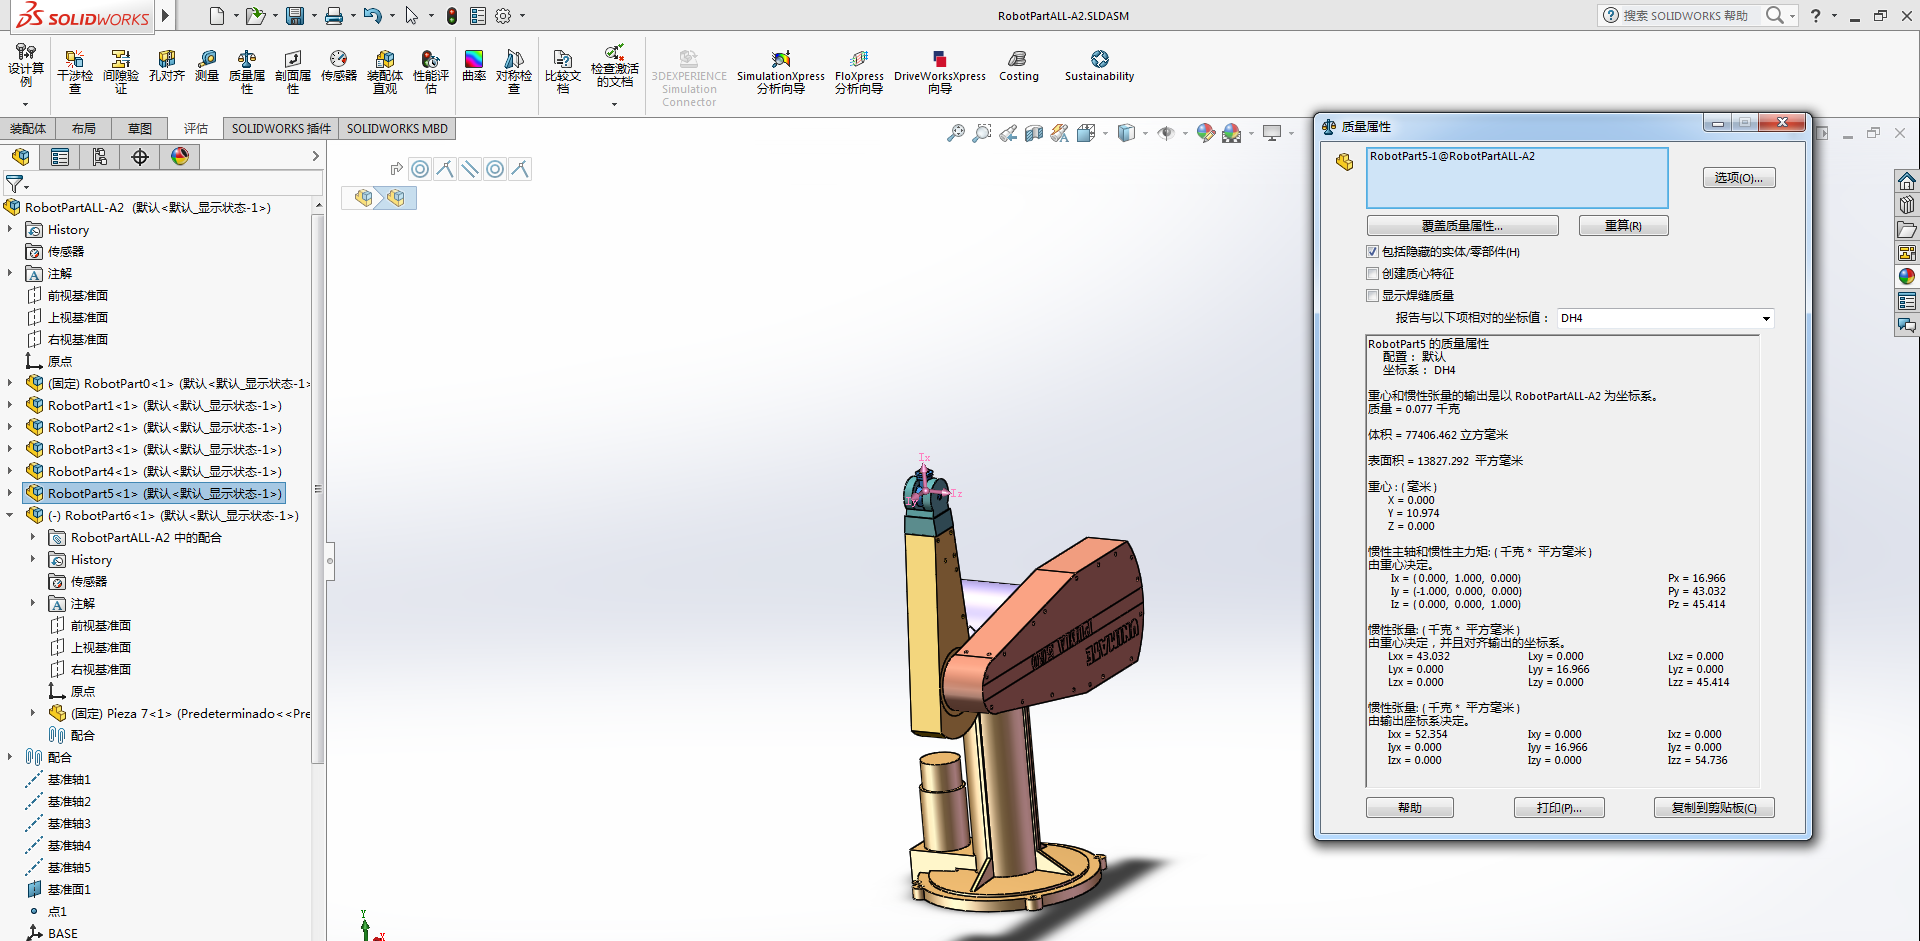 SOLIDWORKS
RobotPartALL-A2.SLDASM
搜索 SOLIDWORKS 帮助
设计算例
干涉检查
间隙验证
孔对齐
测量
质量属性
剖面属性
传感器
装配体直观
性能评估
曲率
对称检查
比较文档
检查激活的文档
3DEXPERIENCE Simulation Connector
SimulationXpress 分析向导
FloXpress 分析向导
DriveWorksXpress 向导
Costing
Sustainability
装配体
布局
草图
评估
SOLIDWORKS 插件
SOLIDWORKS MBD
RobotPartALL-A2 (默认<默认_显示状态-1>)
History
传感器
注解
前视基准面
上视基准面
右视基准面
原点
(固定) RobotPart0<1> (默认<默认_显示状态-1>
RobotPart1<1> (默认<默认_显示状态-1>)
RobotPart2<1> (默认<默认_显示状态-1>)
RobotPart3<1> (默认<默认_显示状态-1>)
RobotPart4<1> (默认<默认_显示状态-1>)
RobotPart5<1> (默认<默认_显示状态-1>)
(-) RobotPart6<1> (默认<默认_显示状态-1>)
RobotPartALL-A2 中的配合
History
传感器
注解
前视基准面
上视基准面
右视基准面
原点
(固定) Pieza 7<1> (Predeterminado<<Pre
配合
配合
基准轴1
基准轴2
基准轴3
基准轴4
基准轴5
基准面1
点1
BASE
Ix
Iy
Iz
UNIMATE
PUMA 560
Y
X
质量属性
RobotPart5-1@RobotPartALL-A2
选项(O)...
覆盖质量属性...
重算(R)
包括隐藏的实体/零部件(H)
创建质心特征
显示焊缝质量
报告与以下项相对的坐标值： DH4
RobotPart5 的质量属性
配置： 默认
坐标系： DH4
重心和惯性张量的输出是以 RobotPartALL-A2 为坐标系。
质量 = 0.077 千克
体积 = 77406.462 立方毫米
表面积 = 13827.292 平方毫米
重心 : ( 毫米 )
X = 0.000
Y = 10.974
Z = 0.000
惯性主轴和惯性主力矩: ( 千克 * 平方毫米 )
由重心决定。
Ix = ( 0.000, 1.000, 0.000) Px = 16.966
Iy = (-1.000, 0.000, 0.000) Py = 43.032
Iz = ( 0.000, 0.000, 1.000) Pz = 45.414
惯性张量: ( 千克 * 平方毫米 )
由重心决定，并且对齐输出的坐标系。
Lxx = 43.032 Lxy = 0.000 Lxz = 0.000
Lyx = 0.000 Lyy = 16.966 Lyz = 0.000
Lzx = 0.000 Lzy = 0.000 Lzz = 45.414
惯性张量: ( 千克 * 平方毫米 )
由输出座标系决定。
Ixx = 52.354 Ixy = 0.000 Ixz = 0.000
Iyx = 0.000 Iyy = 16.966 Iyz = 0.000
Izx = 0.000 Izy = 0.000 Izz = 54.736
帮助
打印(P)...
复制到剪贴板(C)